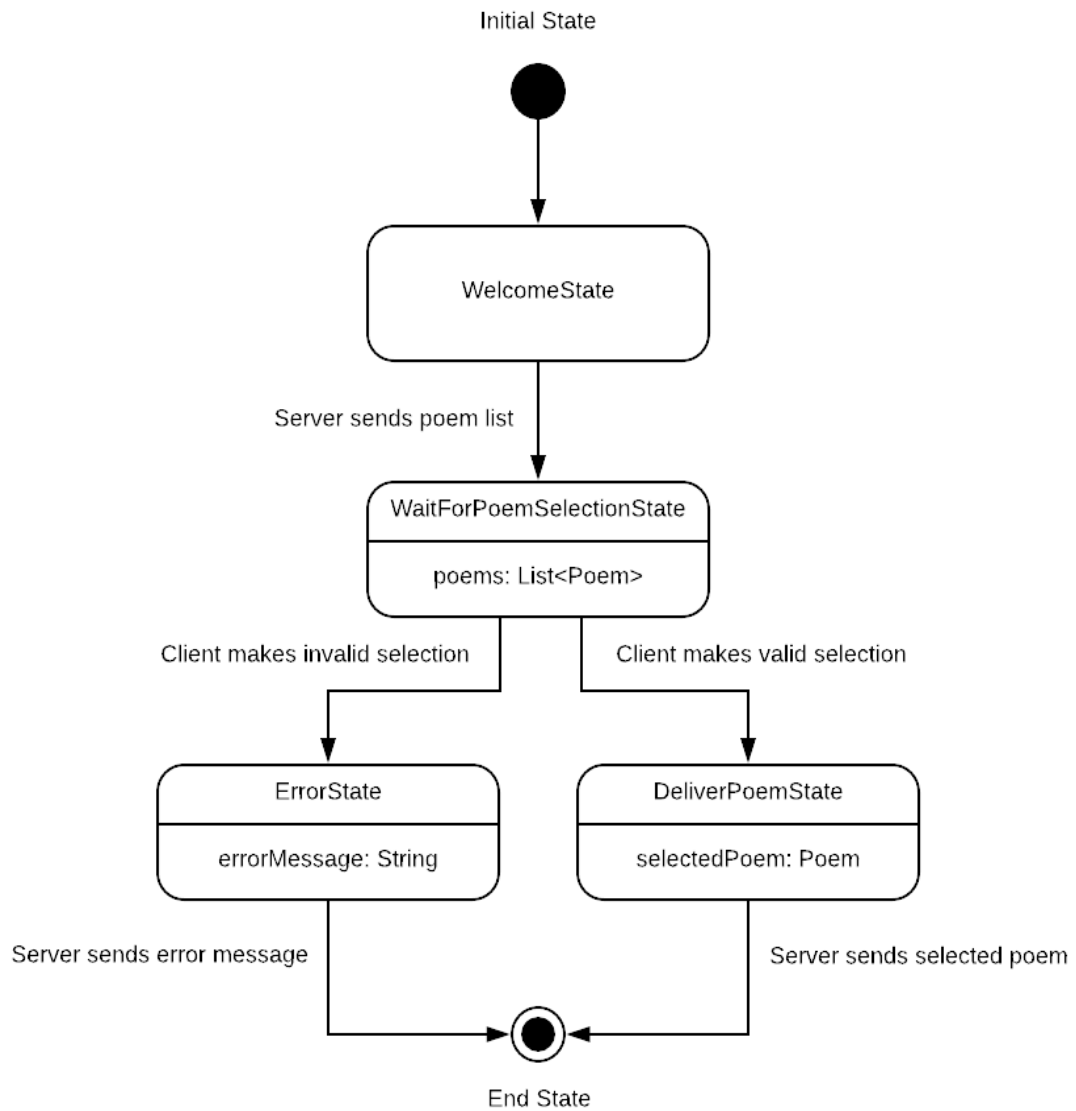 Initial State
WelcomeState
Server sends poem list
WaitForPoemSelectionState
poems: List<Poem>
Client makes invalid selection
Client makes valid selection
ErrorState
DeliverPoemState
errorMessage: String
selectedPoem: Poem
Server sends error message
Server sends selected poem
End State